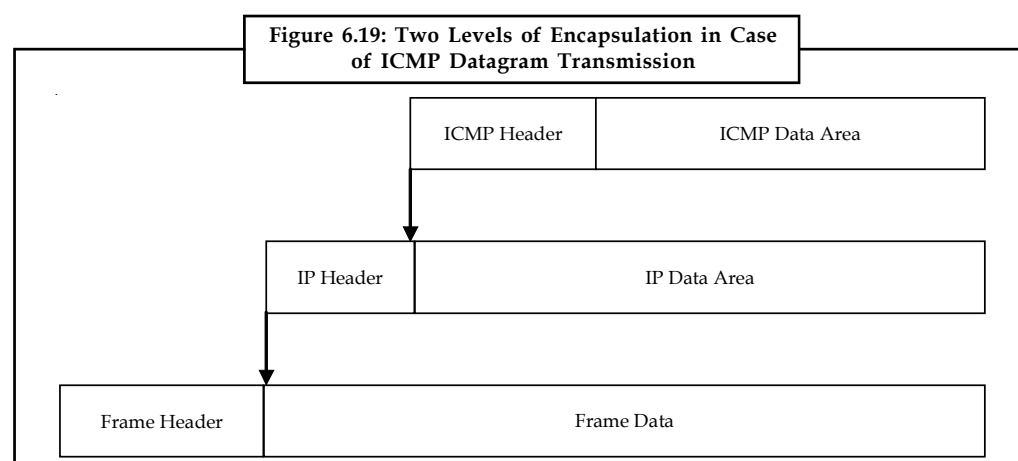 Figure 6.19: Two Levels of Encapsulation in Case
of ICMP Datagram Transmission
ICMP Header
ICMP Data Area
IP Header
IP Data Area
Frame Header
Frame Data